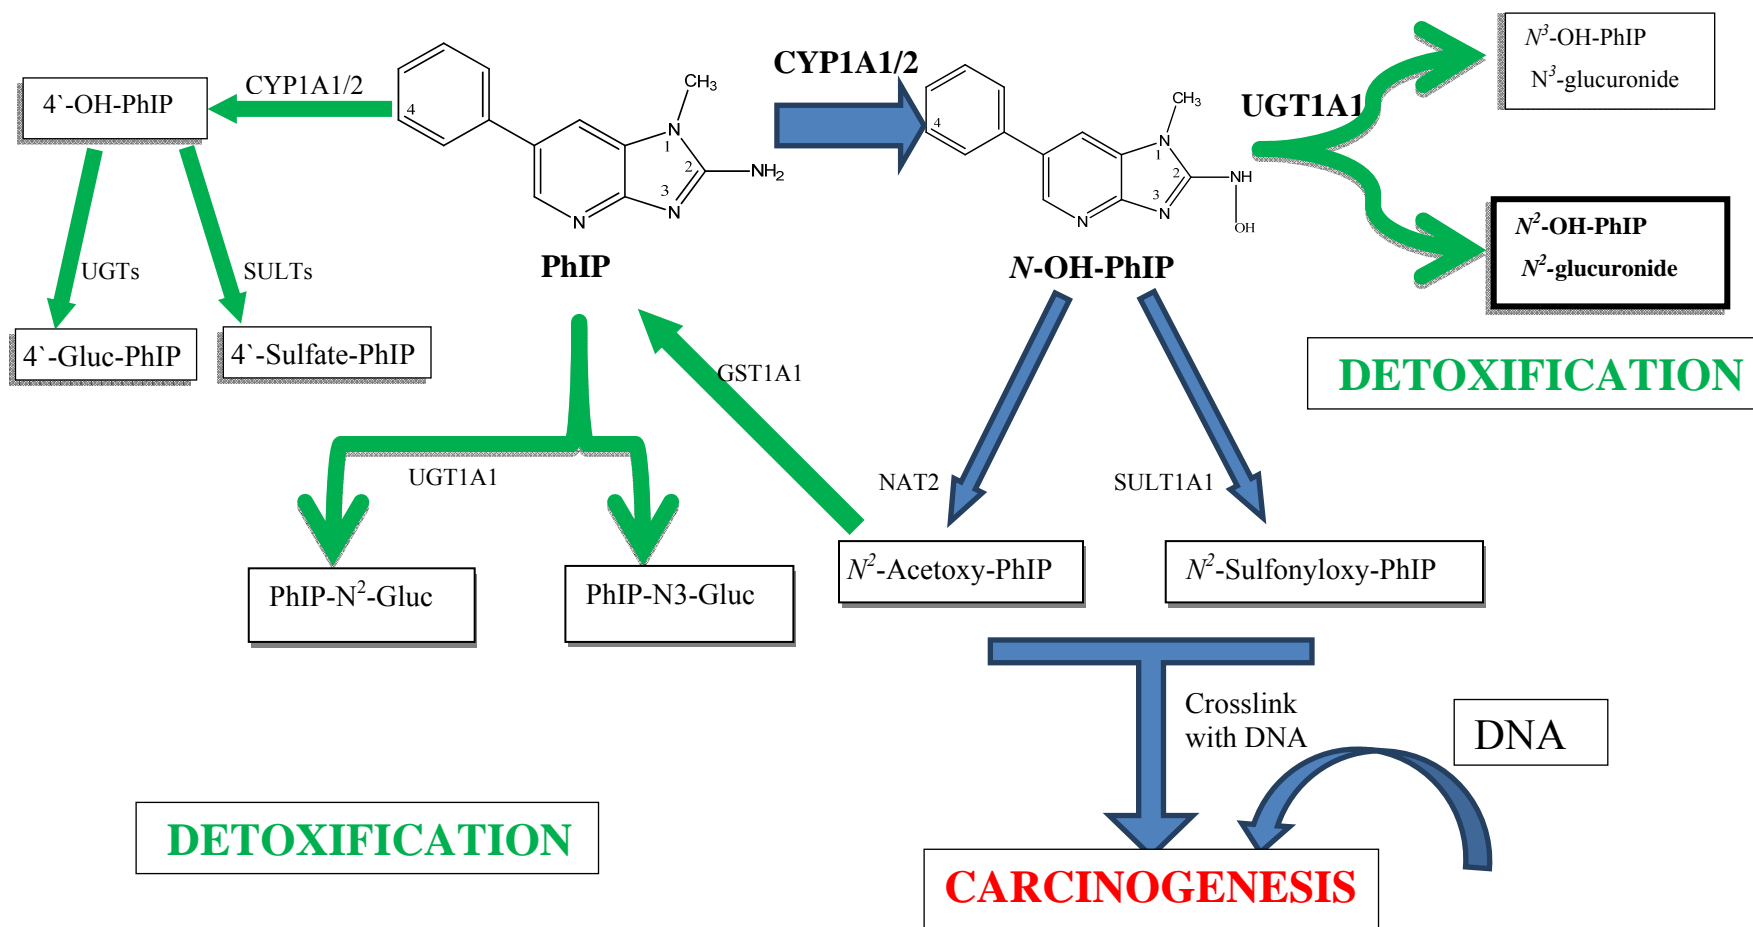 CYP1A1/2
4`-OH-PhIP
UGTs
SULTs
4`-Gluc-PhIP
4`-Sulfate-PhIP
CH₃
4
N
1
2
3
NH₂
N
N
PhIP
CYP1A1/2
CH₃
4
N
1
2
3
NH
OH
N
N
N-OH-PhIP
UGT1A1
N³-OH-PhIP
N³-glucuronide
N²-OH-PhIP
N²-glucuronide
DETOXIFICATION
GST1A1
UGT1A1
NAT2
SULT1A1
PhIP-N²-Gluc
PhIP-N3-Gluc
N²-Acetoxy-PhIP
N²-Sulfonyloxy-PhIP
Crosslink
with DNA
DNA
DETOXIFICATION
CARCINOGENESIS